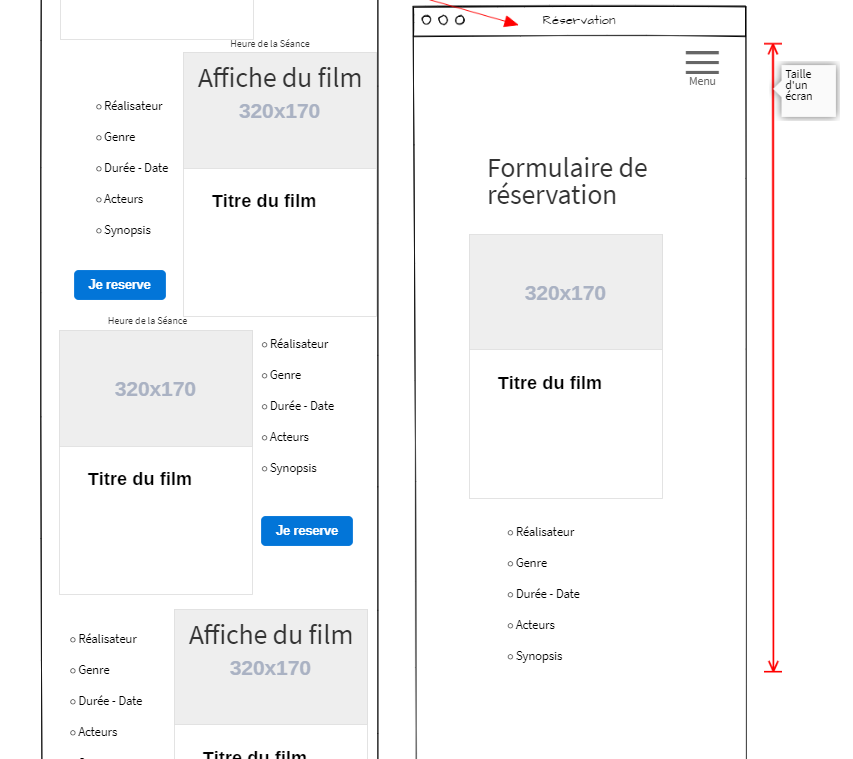 Heure de la Séance
Affiche du film
320x170
Réalisateur
Genre
Durée - Date
Acteurs
Synopsis
Titre du film
Je reserve
Heure de la Séance
320x170
Titre du film
Réalisateur
Genre
Durée - Date
Acteurs
Synopsis
Je reserve
Affiche du film
320x170
Réalisateur
Genre
Durée - Date
Acteurs
Titre du film
Réservation
Menu
Taille
d'un
écran
Formulaire de
réservation
320x170
Titre du film
Réalisateur
Genre
Durée - Date
Acteurs
Synopsis